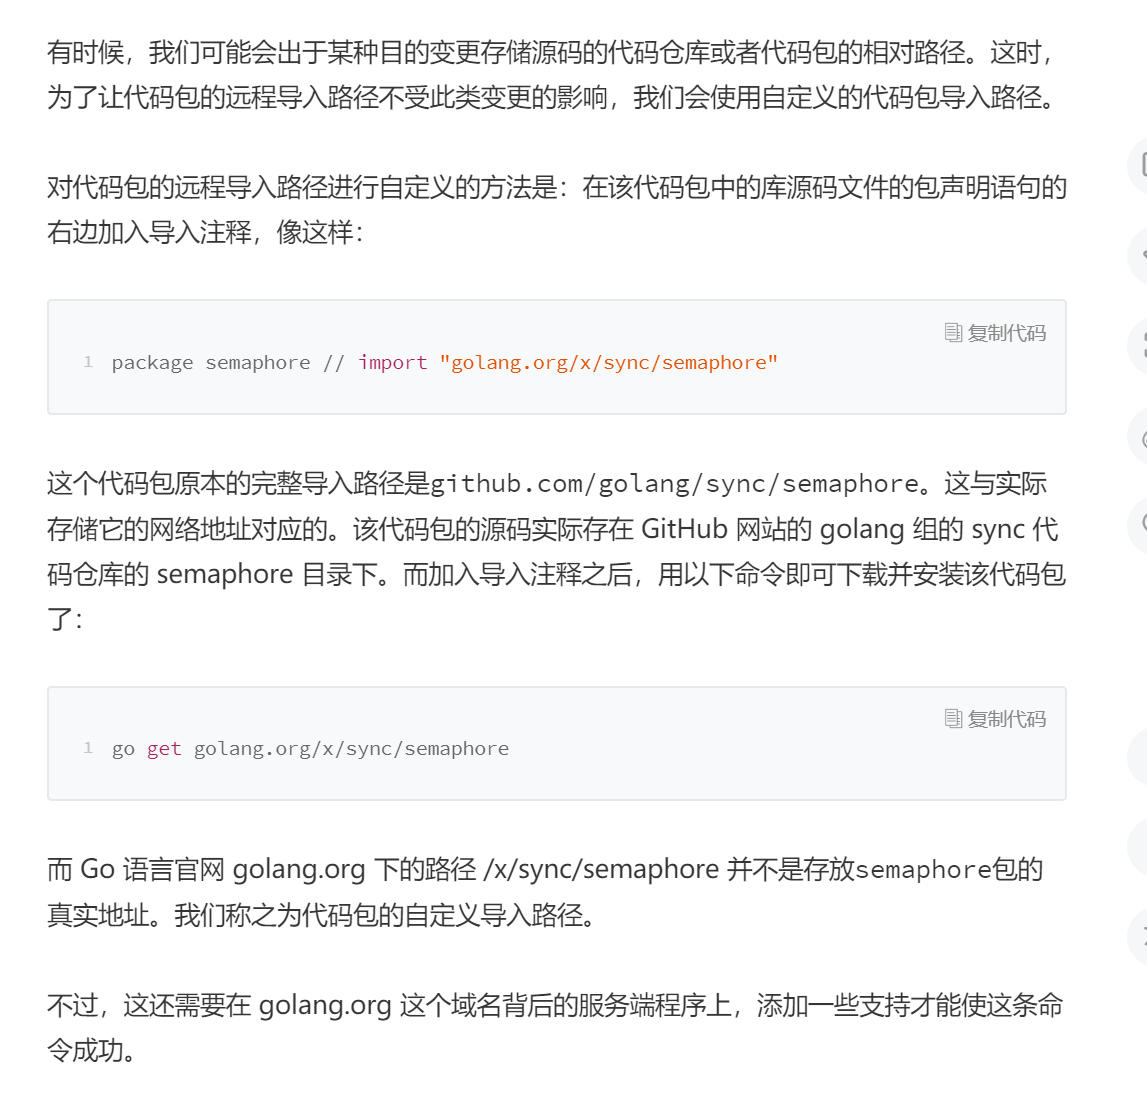 有时候，我们可能会出于某种目的变更存储源码的代码仓库或者代码包的相对路径。这时，
为了让代码包的远程导入路径不受此类变更的影响，我们会使用自定义的代码包导入路径。
对代码包的远程导入路径进行自定义的方法是：在该代码包中的库源码文件的包声明语句的
右边加入导入注释，像这样：
复制代码
1 package semaphore // import "golang.org/x/sync/semaphore"
这个代码包原本的完整导入路径是github.com/golang/sync/semaphore。这与实际
存储它的网络地址对应的。该代码包的源码实际存在 GitHub 网站的 golang 组的 sync 代
码仓库的 semaphore 目录下。而加入导入注释之后，用以下命令即可下载并安装该代码包
了：
复制代码
1 go get golang.org/x/sync/semaphore
而 Go 语言官网 golang.org 下的路径 /x/sync/semaphore 并不是存放semaphore包的
真实地址。我们称之为代码包的自定义导入路径。
不过，这还需要在 golang.org 这个域名背后的服务端程序上，添加一些支持才能使这条命
令成功。